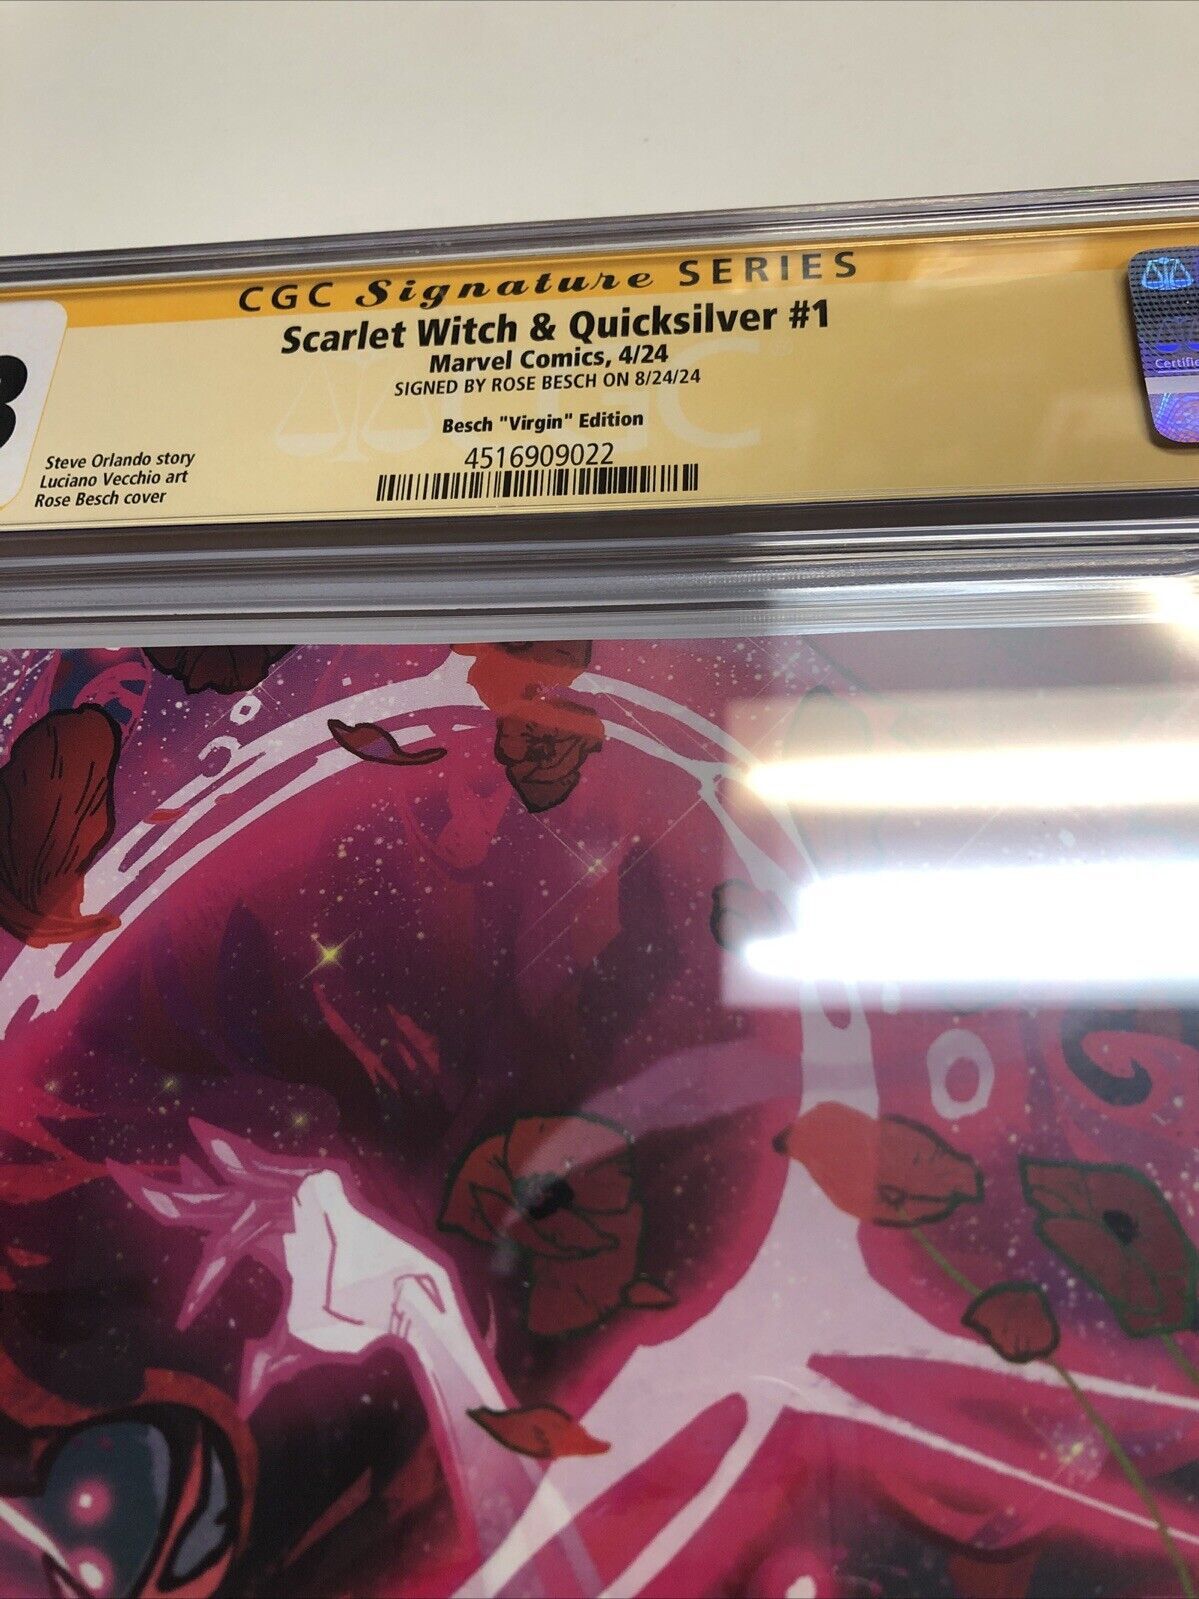 CGC Signature SERIES
Scarlet Witch & Quicksilver #1
Marvel Comics, 4/24
SIGNED BY ROSE BESCH ON 8/24/24
Besch "Virgin" Edition
4516909022
Steve Orlando story
Luciano Vecchio art
Rose Besch cover
CGC